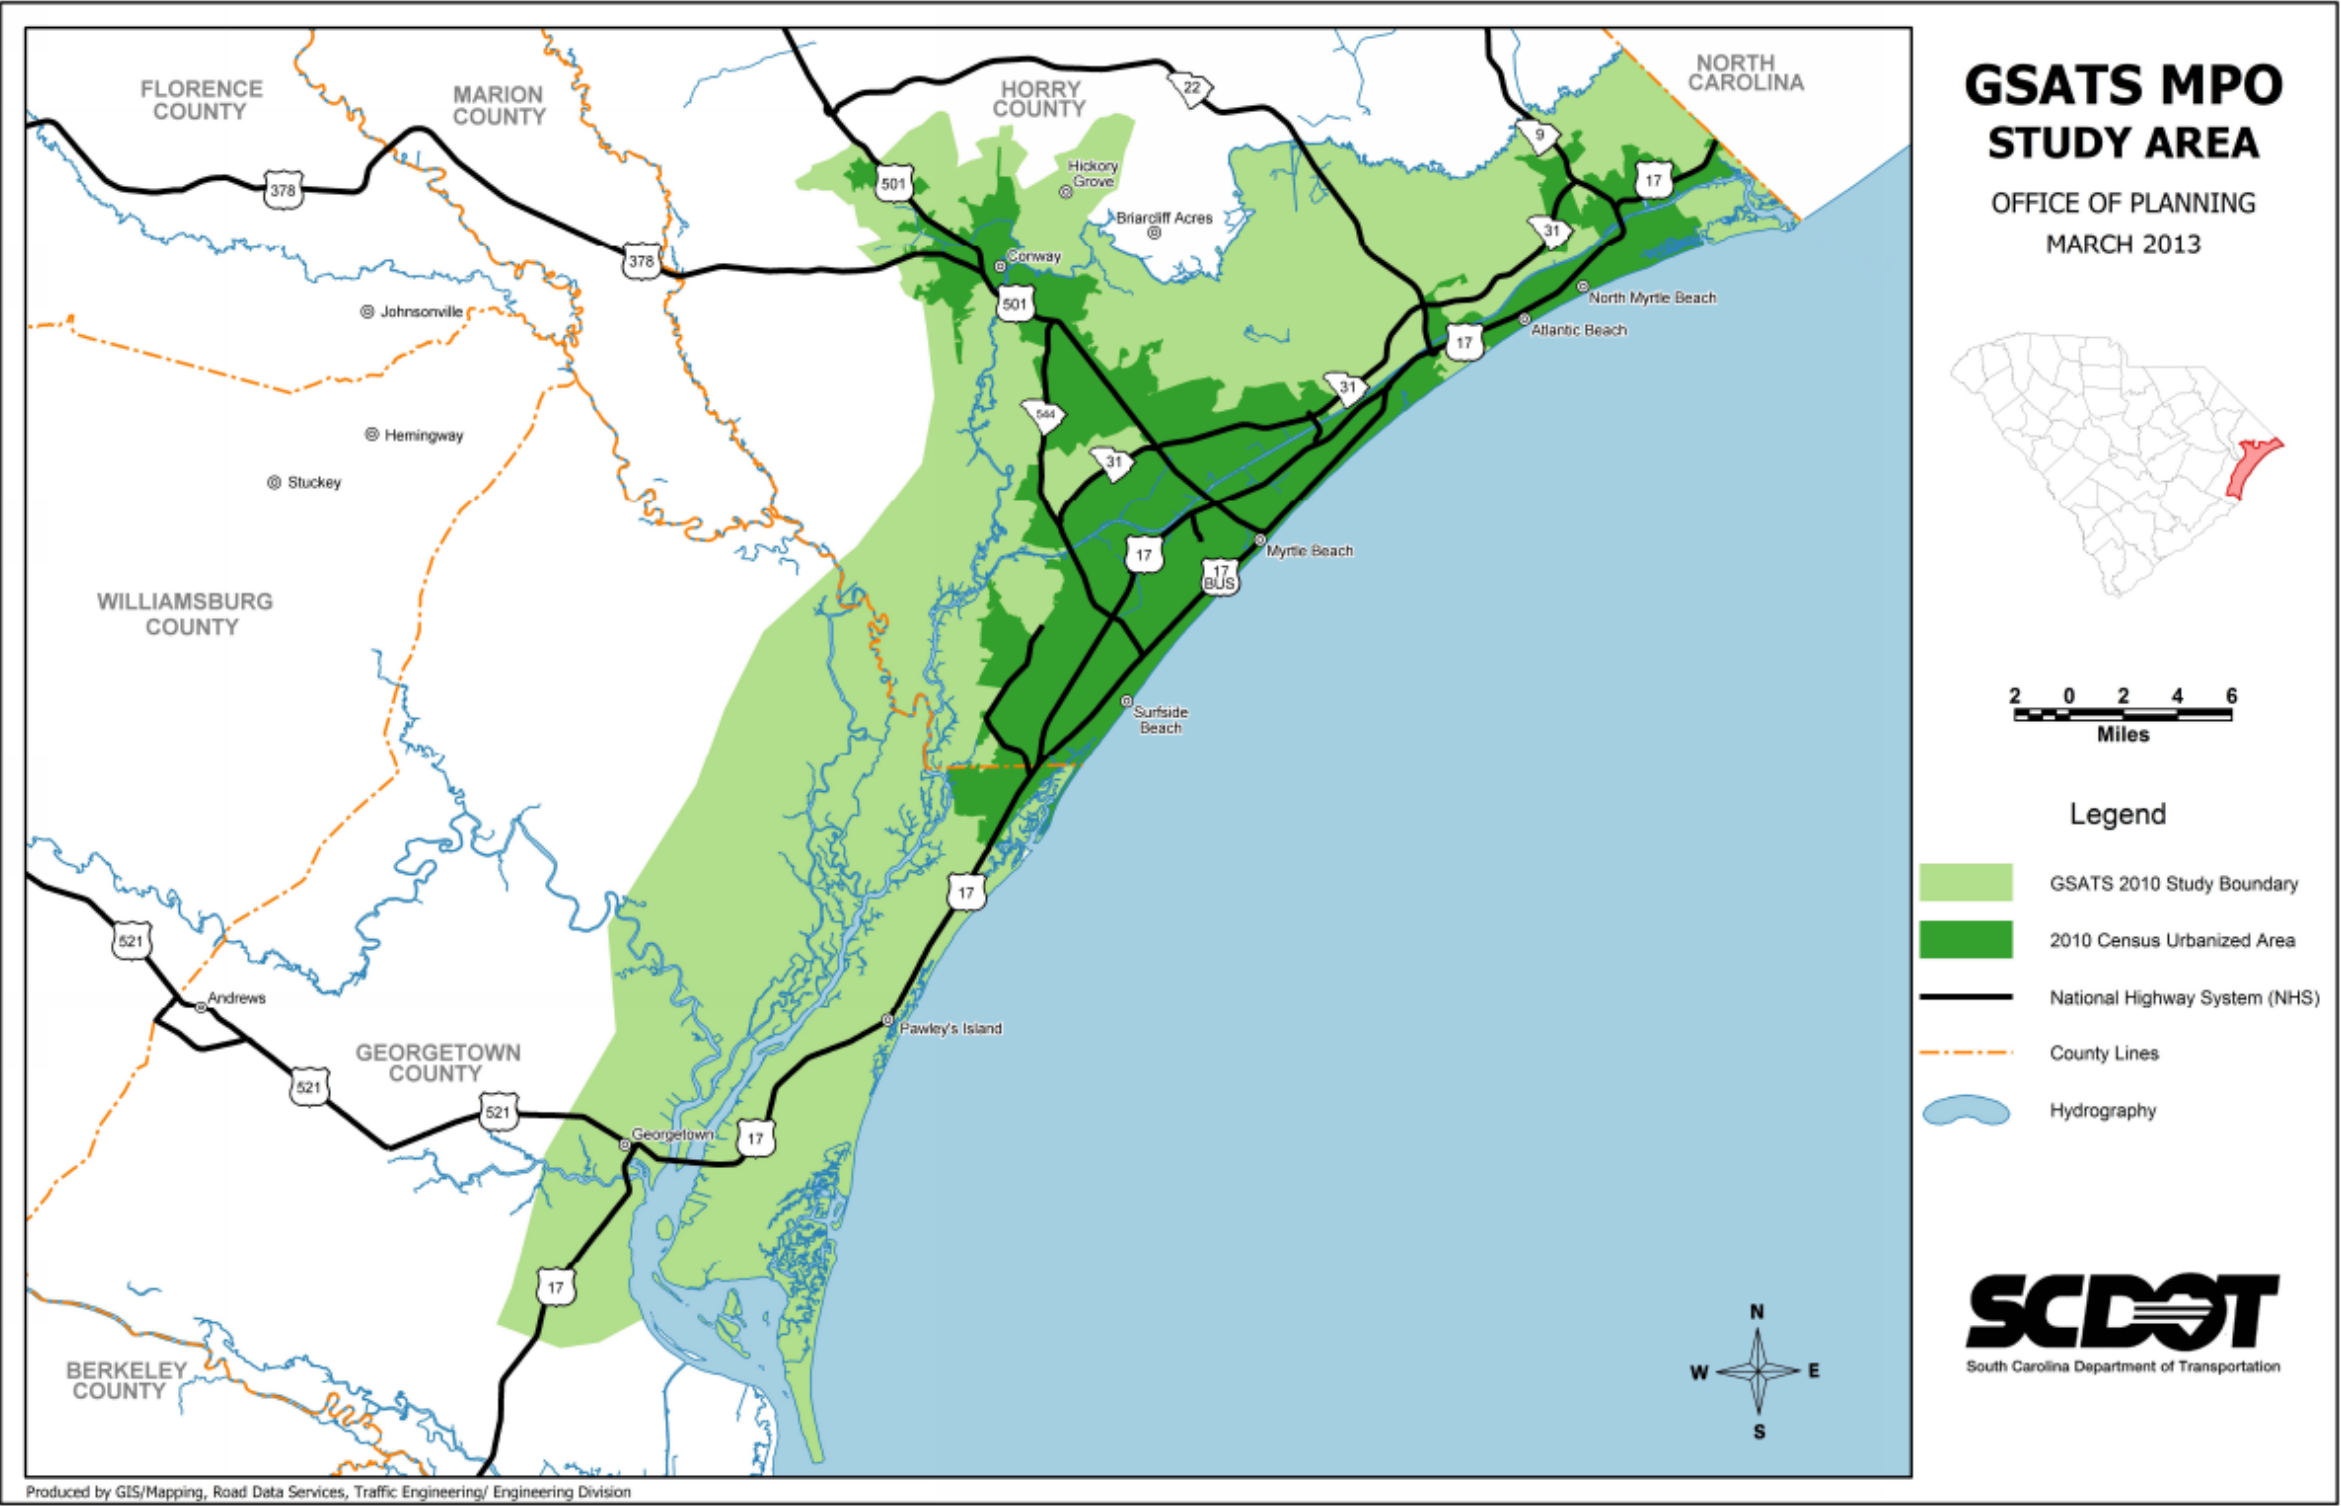 FLORENCE
COUNTY
MARION
COUNTY
HORRY
COUNTY
NORTH
CAROLINA
22
9
17
501
378
Hickory
Grove
Briarcliff Acres
31
378
Conway
501
North Myrtle Beach
Atlantic Beach
17
Johnsonville
31
544
Hemingway
31
Stuckey
17
Myrtle Beach
17
BUS
WILLIAMSBURG
COUNTY
Surfside
Beach
17
521
Andrews
Pawley's Island
GEORGETOWN
COUNTY
521
521
Georgetown
17
17
BERKELEY
COUNTY
N
W
E
S
GSATS MPO
STUDY AREA
OFFICE OF PLANNING
MARCH 2013
2 0 2 4 6
Miles
Legend
GSATS 2010 Study Boundary
2010 Census Urbanized Area
National Highway System (NHS)
County Lines
Hydrography
SCDOT
South Carolina Department of Transportation
Produced by GIS/Mapping, Road Data Services, Traffic Engineering/ Engineering Division